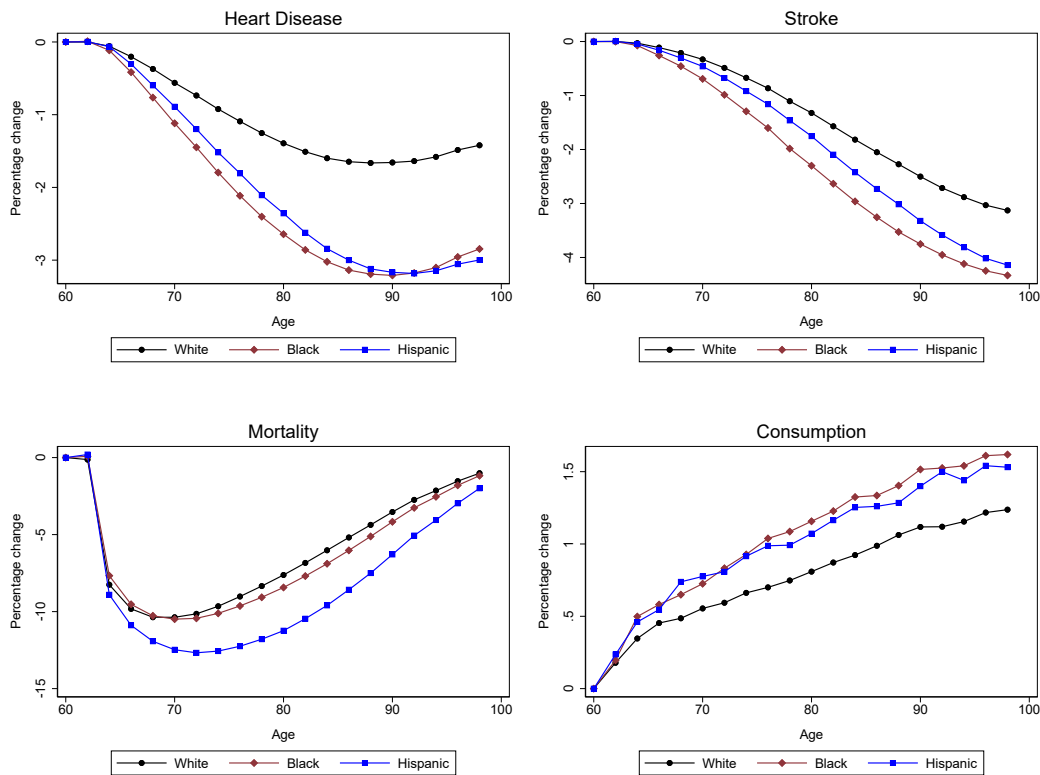 Heart Disease
Percentage change
0
-1
-2
-3
60 70 80 90 100
Age
White Black Hispanic
Stroke
Percentage change
0
-1
-2
-3
-4
60 70 80 90 100
Age
White Black Hispanic
Mortality
Percentage change
0
-5
-10
-15
60 70 80 90 100
Age
White Black Hispanic
Consumption
Percentage change
1.5
1
.5
0
60 70 80 90 100
Age
White Black Hispanic